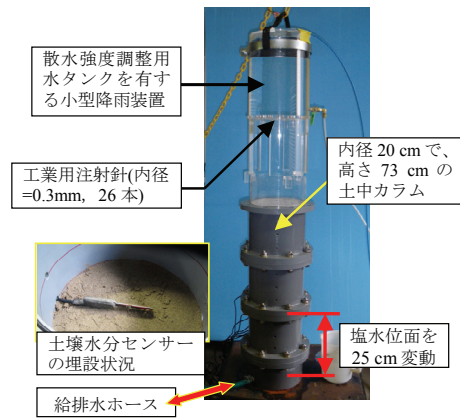 散水強度調整用
水タンクを有す
る小型降雨装置
工業用注射針(内径
=0.3mm，26 本)
内径 20 cm で、
高さ 73 cm の
土中カラム
土壌水分センサー
の埋設状況
塩水位面を
25 cm 変動
給排水ホース